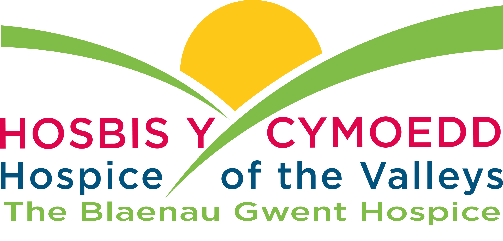 HOSBIS Y CYMOEDD
Hospice of the Valleys
The Blaenau Gwent Hospice